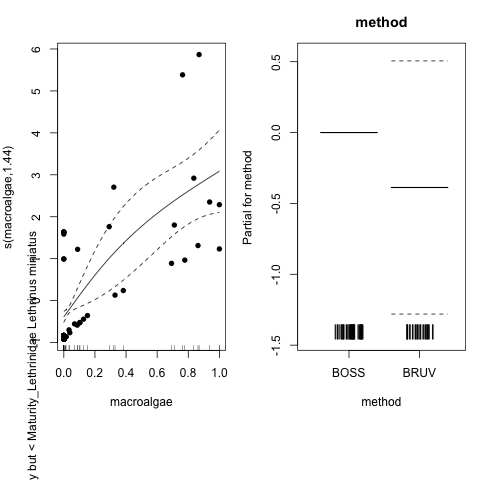 method
s(macroalgae,1.44)
y but < Maturity_Lethrinidae Lethrinus miniatus
6
5
4
3
2
0.0 0.2 0.4 0.6 0.8 1.0
macroalgae
Partial for method
0.5
0.0
-0.5
-1.0
-1.5
BOSS BRUV
method